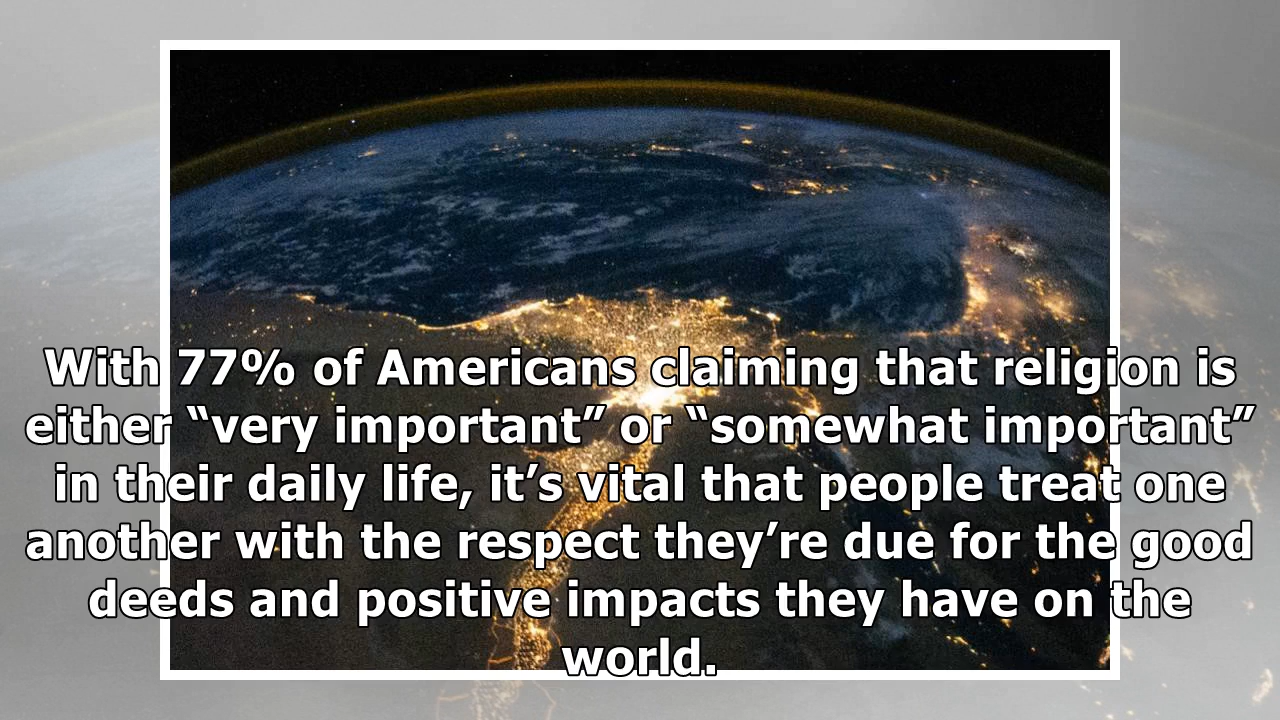 With 77% of Americans claiming that religion is
either “very important” or “somewhat important”
in their daily life, it’s vital that people treat one
another with the respect they’re due for the good
deeds and positive impacts they have on the
world.